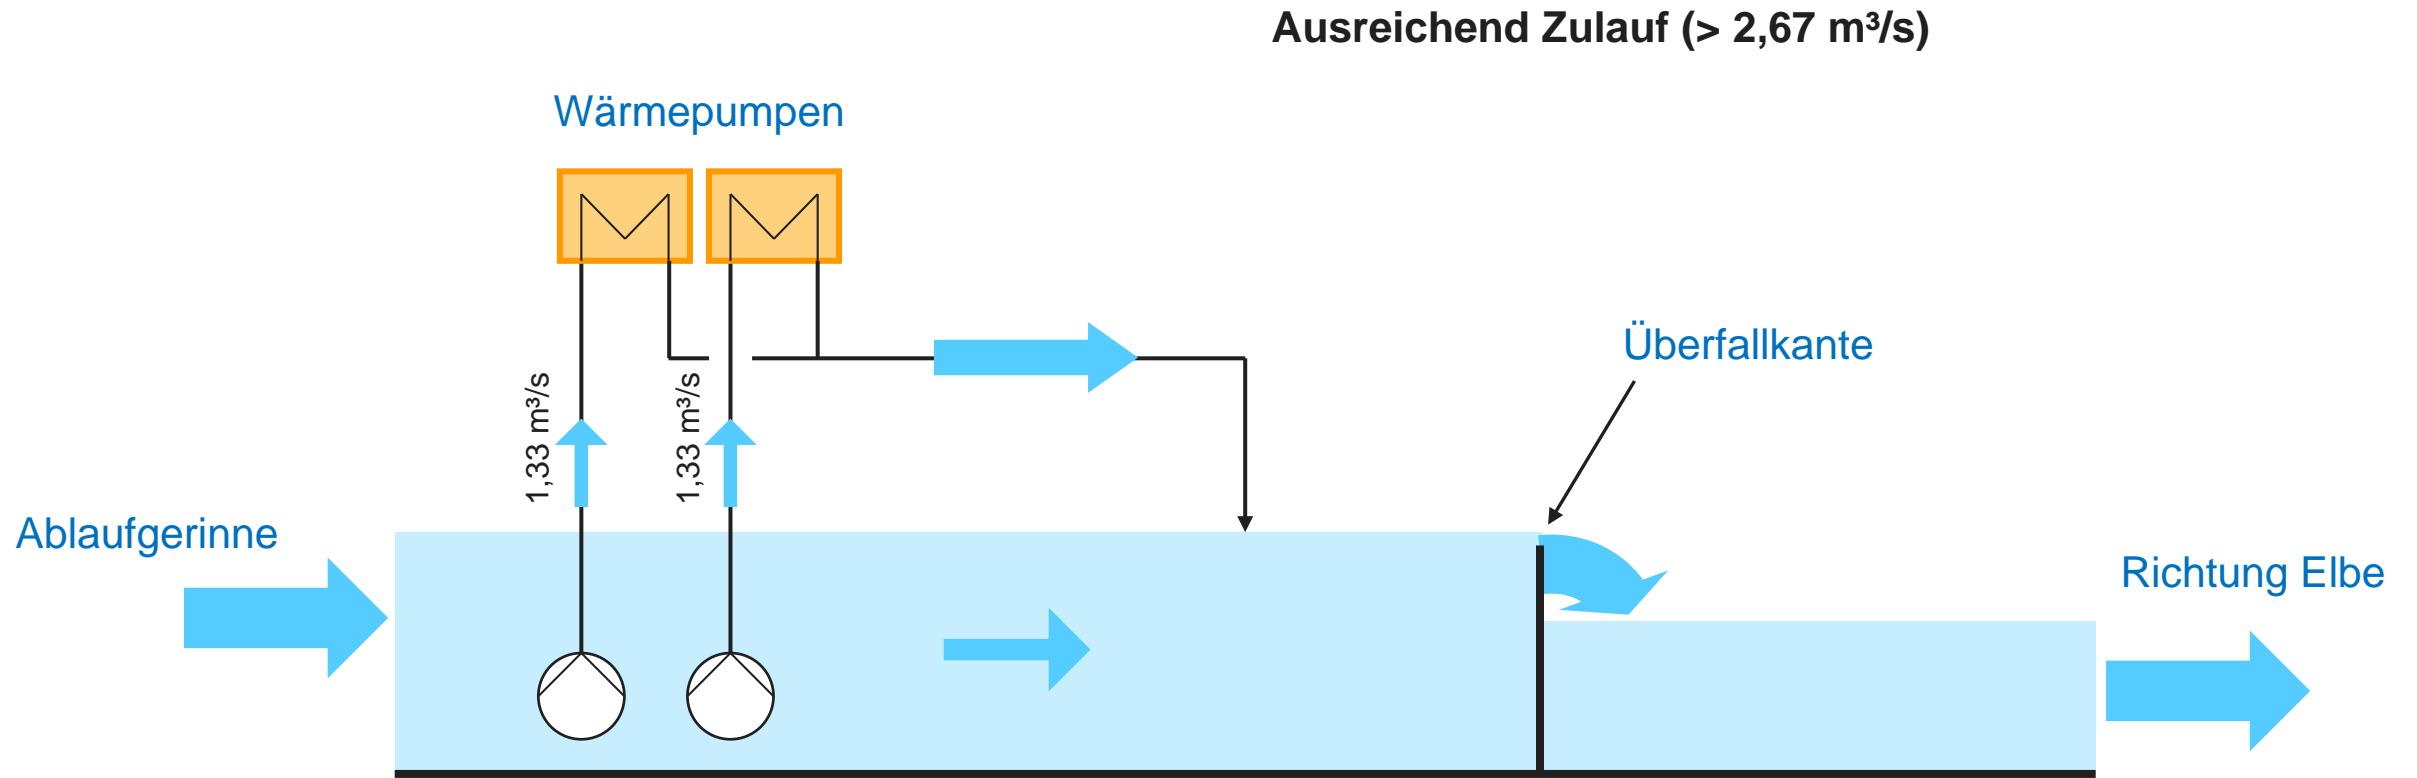 Ausreichend Zulauf (> 2,67 m³/s)
Wärmepumpen
Überfallkante
1,33 m³/s
1,33 m³/s
Ablaufgerinne
Richtung Elbe